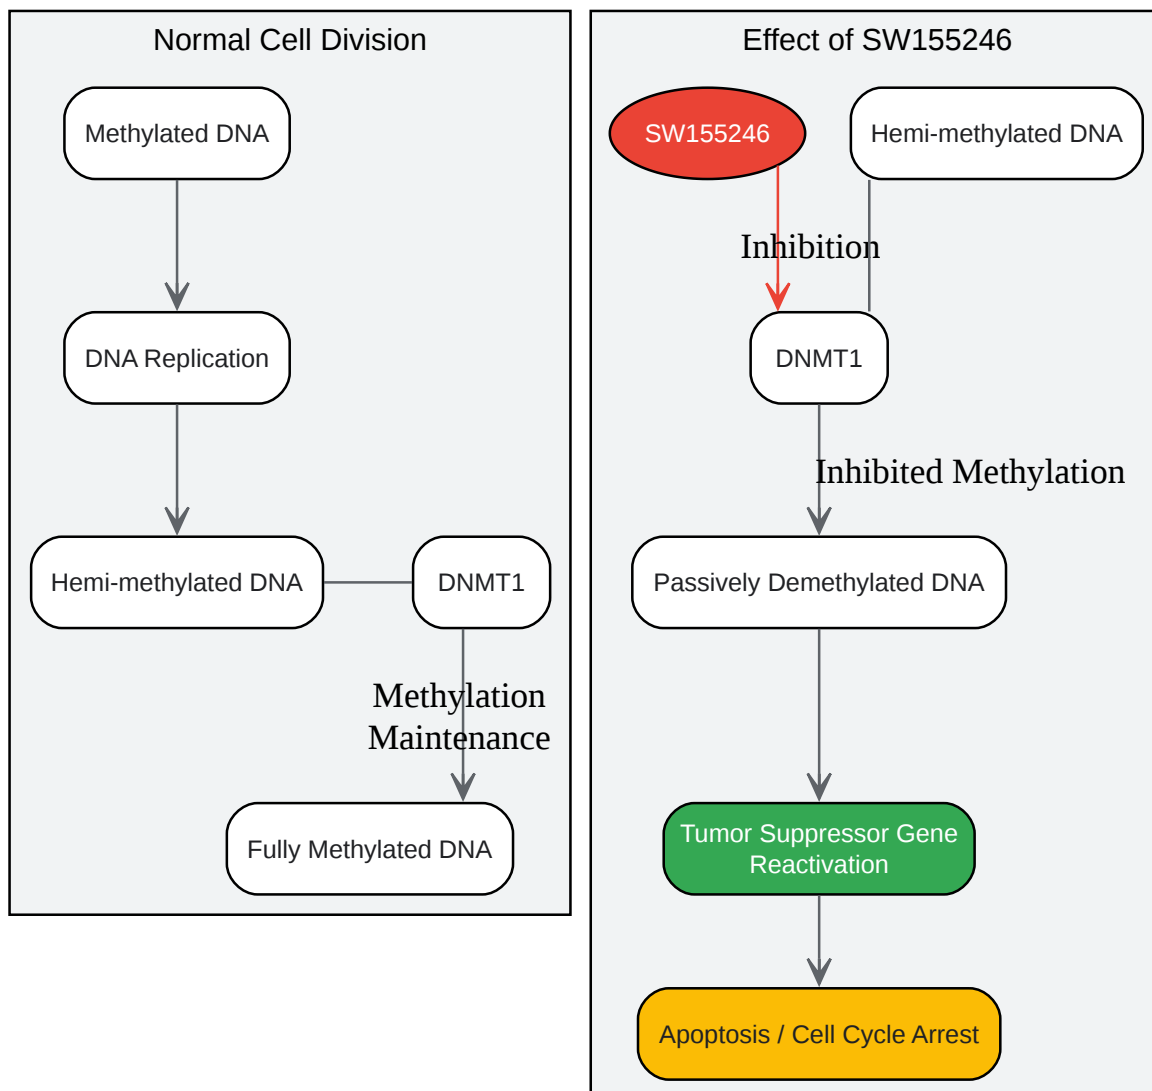 Normal Cell Division
Methylated DNA
DNA Replication
Hemi-methylated DNA
DNMT1
Methylation
Maintenance
Fully Methylated DNA
Effect of SW155246
SW155246
Hemi-methylated DNA
Inhibition
DNMT1
Inhibited Methylation
Passively Demethylated DNA
Tumor Suppressor Gene
Reactivation
Apoptosis / Cell Cycle Arrest